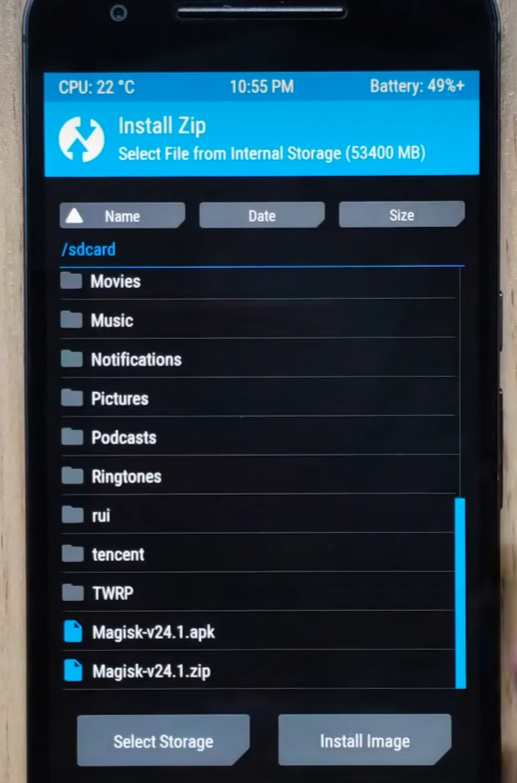 CPU: 22 °C 10:55 PM Battery: 49%+
Install Zip
Select File from Internal Storage (53400 MB)
Name Date Size
/sdcard
Movies
Music
Notifications
Pictures
Podcasts
Ringtones
rui
tencent
TWRP
Magisk-v24.1.apk
Magisk-v24.1.zip
Select Storage Install Image